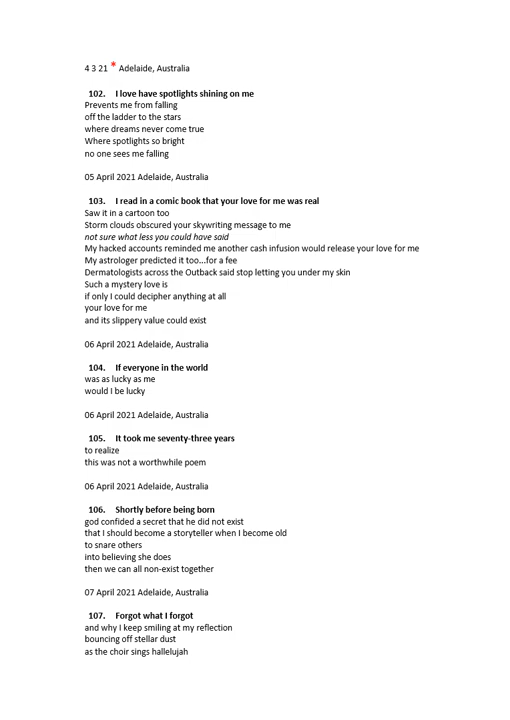 4 3 21 * Adelaide, Australia
102. I love have spotlights shining on me
Prevents me from falling
off the ladder to the stars
where dreams never come true
Where spotlights so bright
no one sees me falling
05 April 2021 Adelaide, Australia
103. I read in a comic book that your love for me was real
Saw it in a cartoon too
Storm clouds obscured your skywriting message to me
not sure what less you could have said
My hacked accounts reminded me another cash infusion would release your love for me
My astrologer predicted it too...for a fee
Dermatologists across the Outback said stop letting you under my skin
Such a mystery love is
if only I could decipher anything at all
your love for me
and its slippery value could exist
06 April 2021 Adelaide, Australia
104. If everyone in the world
was as lucky as me
would I be lucky
06 April 2021 Adelaide, Australia
105. It took me seventy-three years
to realize
this was not a worthwhile poem
06 April 2021 Adelaide, Australia
106. Shortly before being born
god confided a secret that he did not exist
that I should become a storyteller when I become old
to snare others
into believing she does
then we can all non-exist together
07 April 2021 Adelaide, Australia
107. Forgot what I forgot
and why I keep smiling at my reflection
bouncing off stellar dust
as the choir sings hallelujah